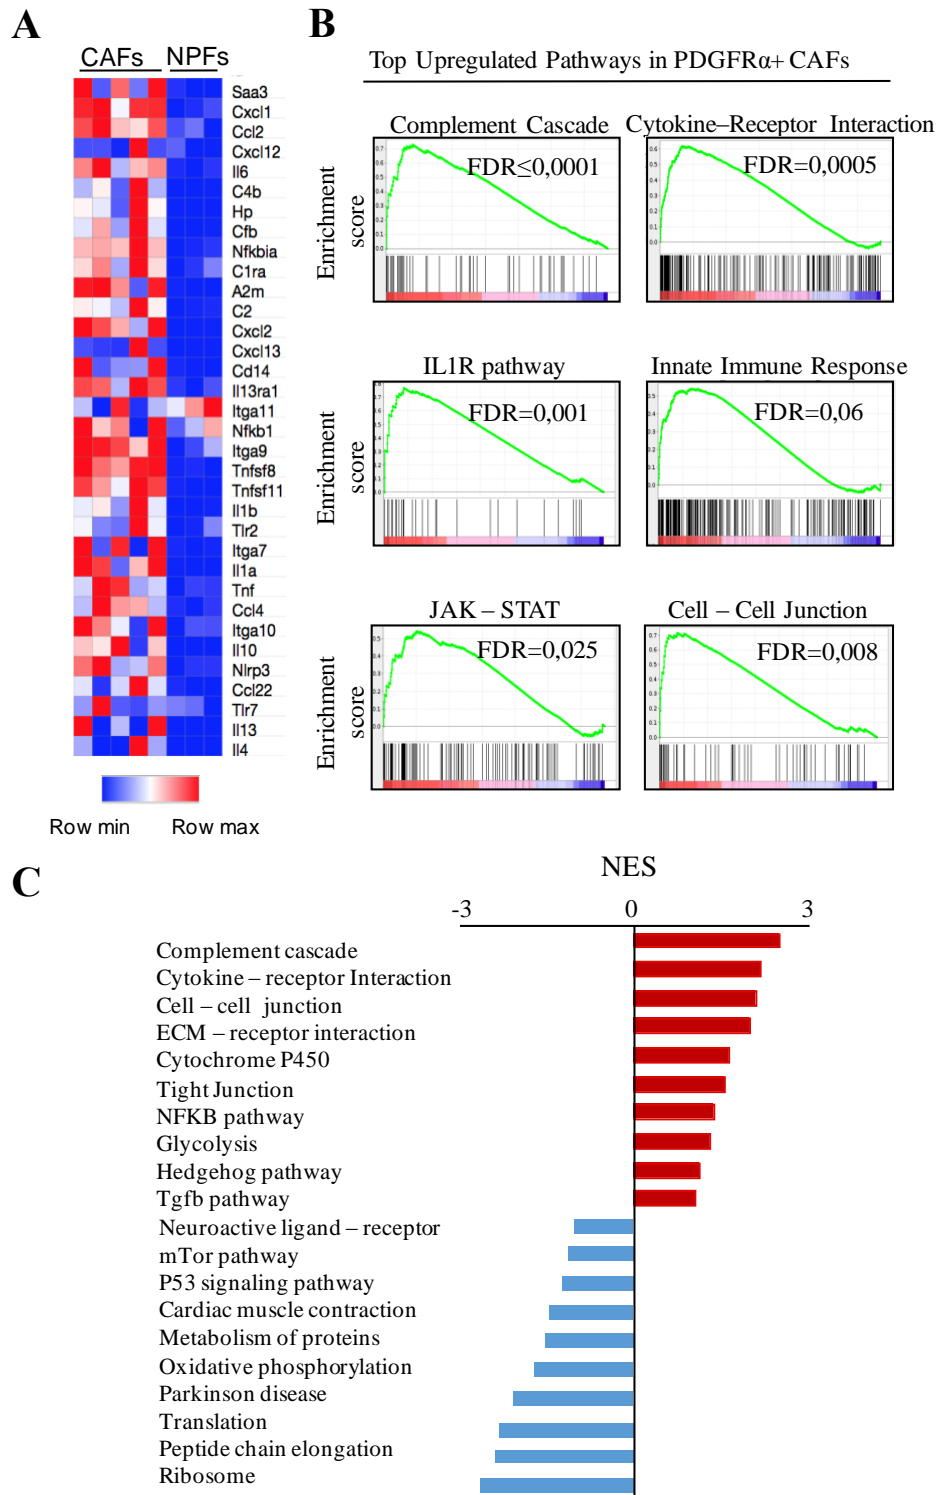 A
CAFs NPFs
Saa3
Cxcl1
Ccl2
Cxcl12
Il6
C4b
Hp
Cfb
Nfkbia
C1ra
A2m
C2
Cxcl2
Cxcl13
Cd14
Il13ra1
Itga11
Nfkb1
Itga9
Tnfsf8
Tnfsf11
Il1b
Tlr2
Itga7
Il1a
Tnf
Ccl4
Itga10
Il10
Nlrp3
Ccl22
Tlr7
Il13
Il4
Row min Row max
B
Top Upregulated Pathways in PDGFRα+ CAFs
Complement Cascade
FDR≤0,0001
Cytokine–Receptor Interaction
FDR=0,0005
Enrichment
score
IL1R pathway
FDR=0,001
Innate Immune Response
FDR=0,06
Enrichment
score
JAK – STAT
FDR=0,025
Cell – Cell Junction
FDR=0,008
Enrichment
score
C
NES
-3 0 3
Complement cascade
Cytokine – receptor Interaction
Cell – cell junction
ECM – receptor interaction
Cytochrome P450
Tight Junction
NFKB pathway
Glycolysis
Hedgehog pathway
Tgfb pathway
Neuroactive ligand – receptor
mTor pathway
P53 signaling pathway
Cardiac muscle contraction
Metabolism of proteins
Oxidative phosphorylation
Parkinson disease
Translation
Peptide chain elongation
Ribosome